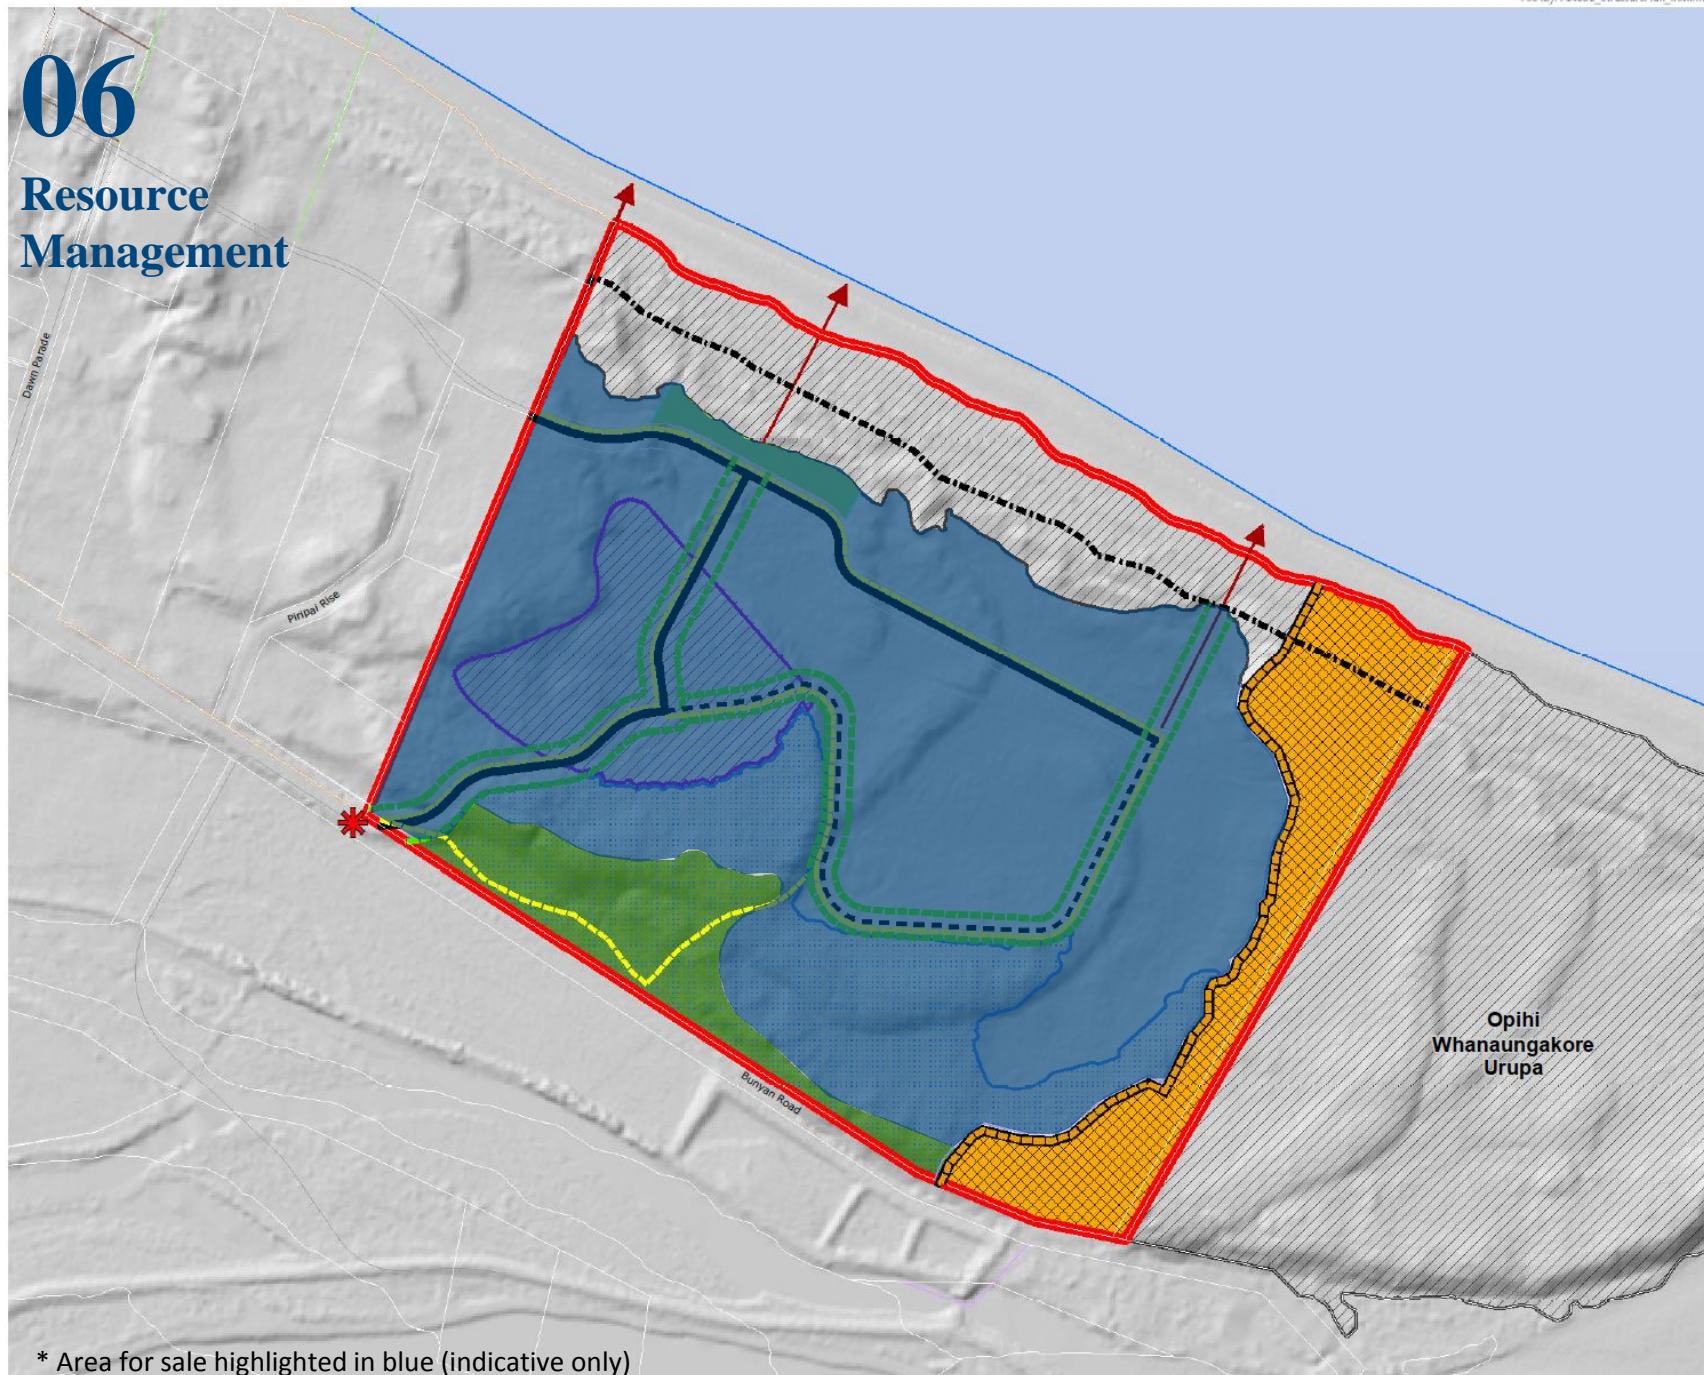 06
Resource
Management
Dawn Parade
Piripai Rise
Bunyan Road
Opihi
Whanaungakore
Urupa
* Area for sale highlighted in blue (indicative only)